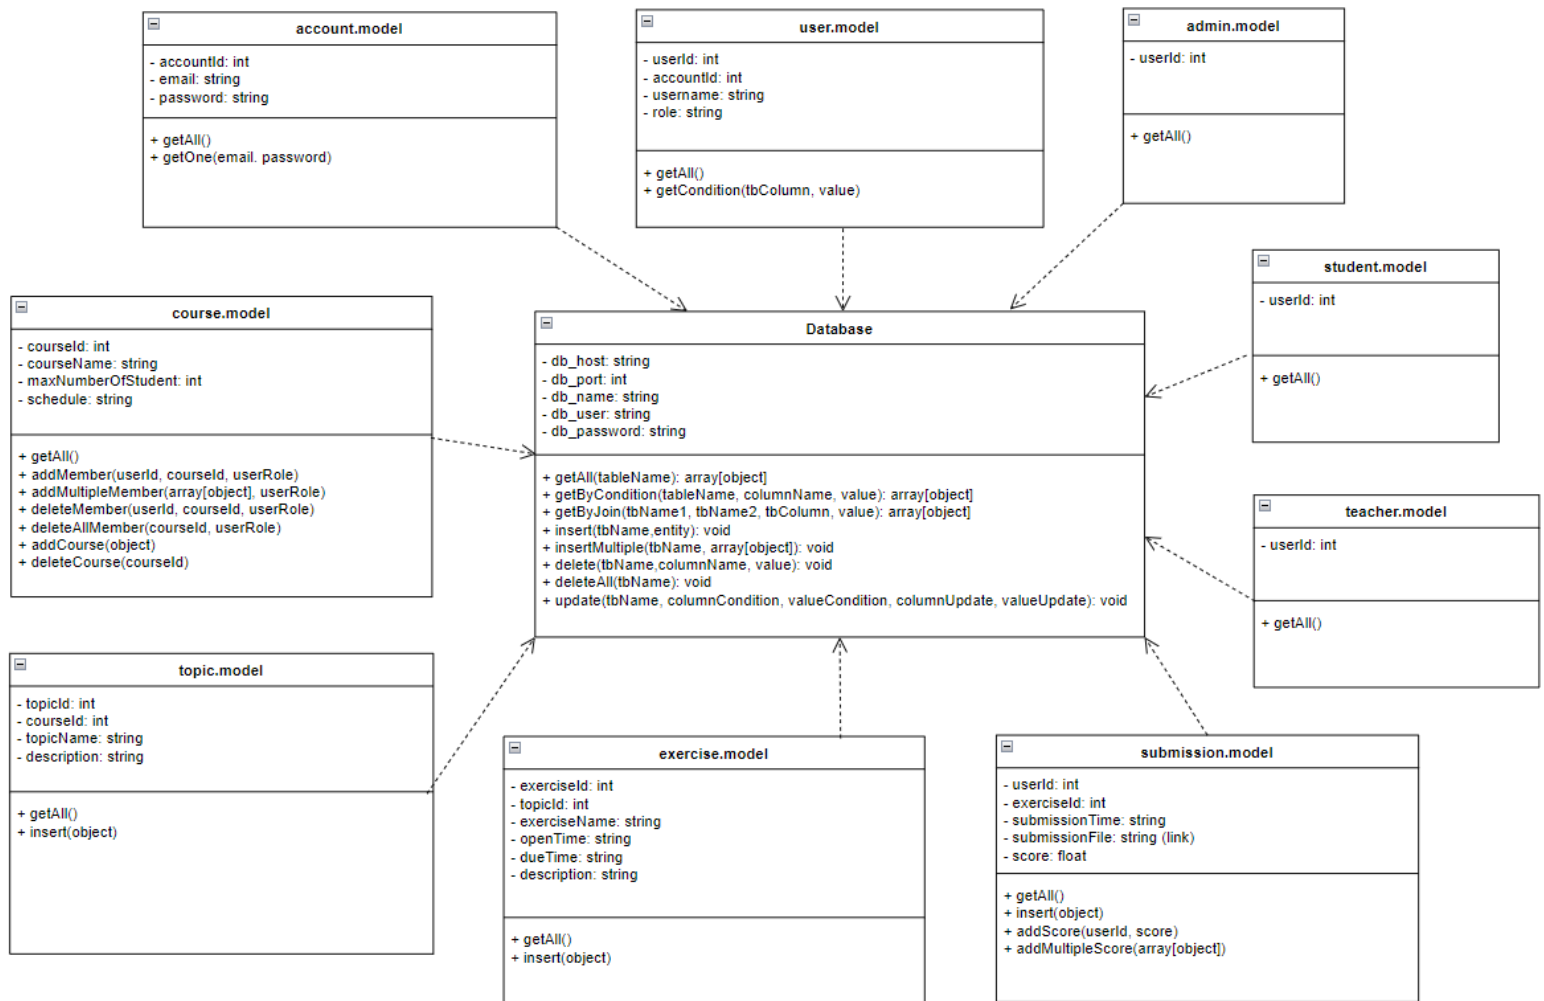 account.model
- accountId: int
- email: string
- password: string
+ getAll()
+ getOne(email. password)
user.model
- userId: int
- accountId: int
- username: string
- role: string
+ getAll()
+ getCondition(tbColumn, value)
admin.model
- userId: int
+ getAll()
student.model
- userId: int
+ getAll()
course.model
- courseId: int
- courseName: string
- maxNumberOfStudent: int
- schedule: string
+ getAll()
+ addMember(userId, courseId, userRole)
+ addMultipleMember(array[object], userRole)
+ deleteMember(userId, courseId, userRole)
+ deleteAllMember(courseId, userRole)
+ addCourse(object)
+ deleteCourse(courseId)
Database
- db_host: string
- db_port: int
- db_name: string
- db_user: string
- db_password: string
+ getAll(tableName): array[object]
+ getByCondition(tableName, columnName, value): array[object]
+ getByJoin(tbName1, tbName2, tbColumn, value): array[object]
+ insert(tbName,entity): void
+ insertMultiple(tbName, array[object]): void
+ delete(tbName,columnName, value): void
+ deleteAll(tbName): void
+ update(tbName, columnCondition, valueCondition, columnUpdate, valueUpdate): void
teacher.model
- userId: int
+ getAll()
topic.model
- topicId: int
- courseId: int
- topicName: string
- description: string
+ getAll()
+ insert(object)
exercise.model
- exerciseId: int
- topicId: int
- exerciseName: string
- openTime: string
- dueTime: string
- description: string
+ getAll()
+ insert(object)
submission.model
- userId: int
- exerciseId: int
- submissionTime: string
- submissionFile: string (link)
- score: float
+ getAll()
+ insert(object)
+ addScore(userId, score)
+ addMultipleScore(array[object])